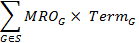 ∑_{G∈S} MRO_G × Term_G